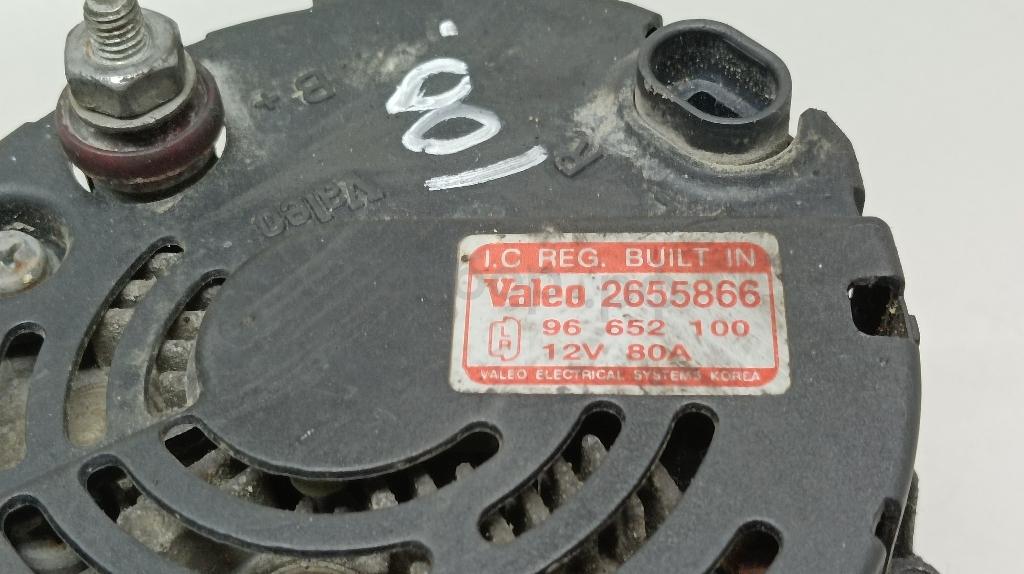 + B
R
Valeo
I.C REG. BUILT IN
Valeo 2655866
96 652 100
12V 80A
VALEO ELECTRICAL SYSTEMS KOREA